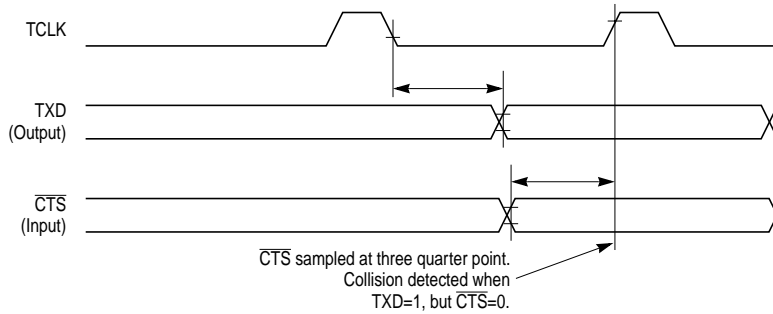 TCLK
TXD
(Output)
CTS
(Input)
CTS sampled at three quarter point.
Collision detected when
TXD=1, but CTS=0.